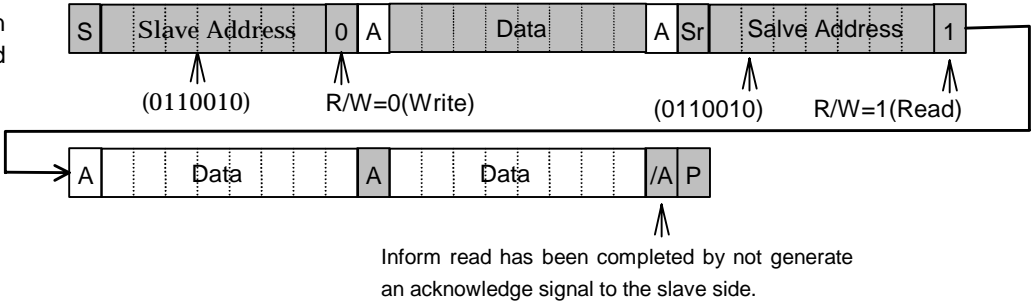 S Slave Address 0 A Data A Sr Salve Address 1
(0110010) R/W=0(Write) (0110010) R/W=1(Read)
A Data A Data /A P
Inform read has been completed by not generate
an acknowledge signal to the slave side.